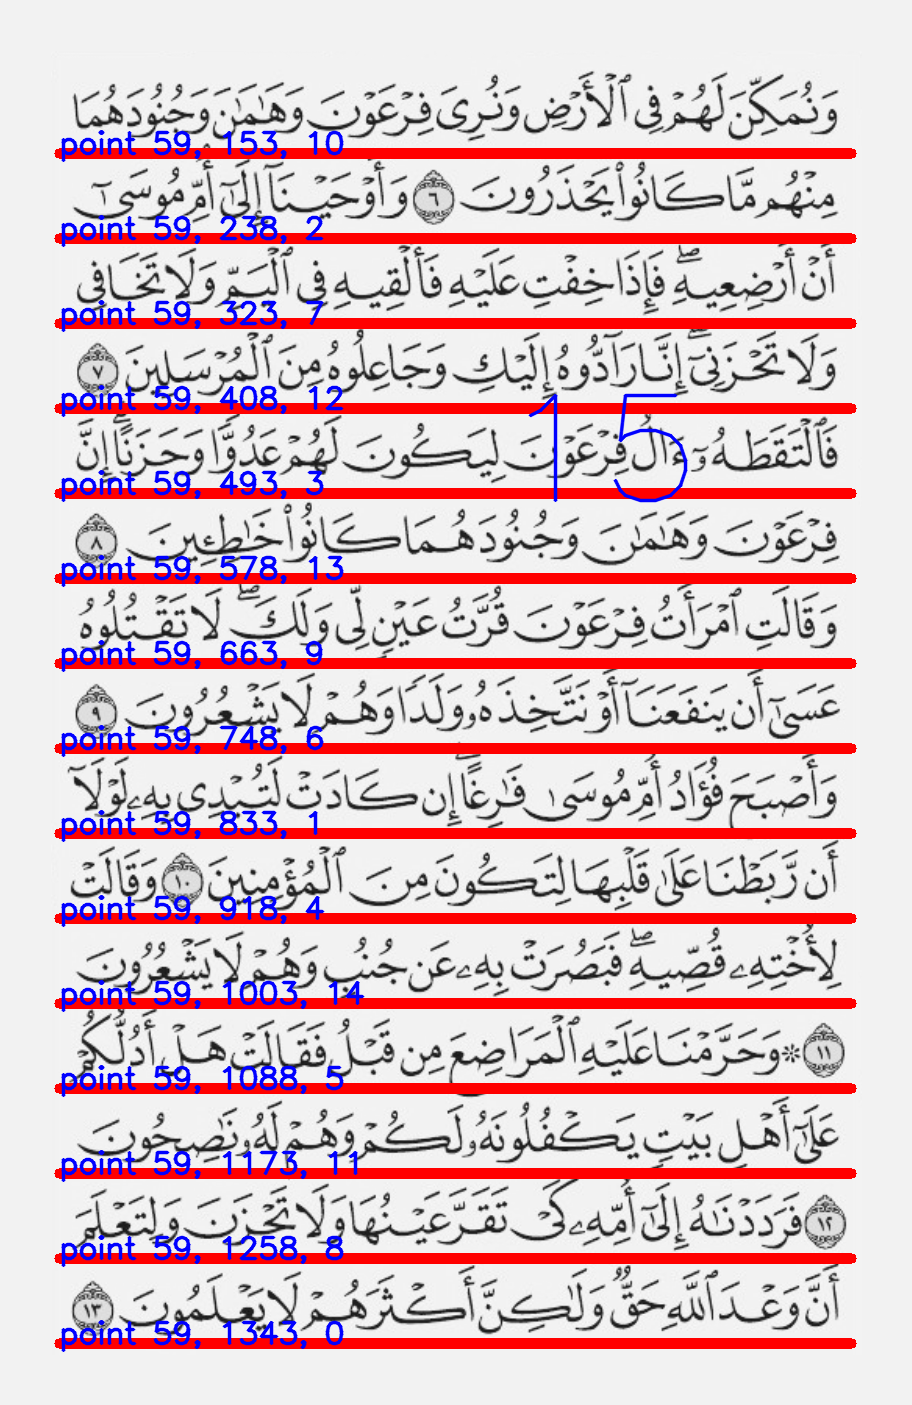 وَنُمَكِّنَ لَهُمْ فِي ٱلْأَرْضِ وَنُرِيَ فِرْعَوْنَ وَهَٰمَٰنَ وَجُنُودَهُمَا
point 59, 153, 10
مِنْهُم مَّا كَانُوا۟ يَحْذَرُونَ ٦ وَأَوْحَيْنَآ إِلَىٰٓ أُمِّ مُوسَىٰٓ
point 59, 238, 2
أَنْ أَرْضِعِيهِ ۖ فَإِذَا خِفْتِ عَلَيْهِ فَأَلْقِيهِ فِي ٱلْيَمِّ وَلَا تَخَافِي
point 59, 323, 7
وَلَا تَحْزَنِيٓ ۖ إِنَّا رَآدُّوهُ إِلَيْكِ وَجَاعِلُوهُ مِنَ ٱلْمُرْسَلِينَ ٧
point 59, 408, 12
15
فَٱلْتَقَطَهُۥٓ ءَالُ فِرْعَوْنَ لِيَكُونَ لَهُمْ عَدُوًّا وَحَزَنًا ۗ إِنَّ
point 59, 493, 3
فِرْعَوْنَ وَهَٰمَٰنَ وَجُنُودَهُمَا كَانُوا۟ خَٰطِـِٔينَ ٨
point 59, 578, 13
وَقَالَتِ ٱمْرَأَتُ فِرْعَوْنَ قُرَّتُ عَيْنٍ لِّي وَلَكَ ۖ لَا تَقْتُلُوهُ
point 59, 663, 9
عَسَىٰٓ أَن يَنفَعَنَآ أَوْ نَتَّخِذَهُۥ وَلَدًا وَهُمْ لَا يَشْعُرُونَ ٩
point 59, 748, 6
وَأَصْبَحَ فُؤَادُ أُمِّ مُوسَىٰ فَٰرِغًا ۖ إِن كَادَتْ لَتُبْدِي بِهِۦ لَوْلَآ
point 59, 833, 1
أَن رَّبَطْنَا عَلَىٰ قَلْبِهَا لِتَكُونَ مِنَ ٱلْمُؤْمِنِينَ ١٠ وَقَالَتْ
point 59, 918, 4
لِأُخْتِهِۦ قُصِّيهِ ۖ فَبَصُرَتْ بِهِۦ عَن جُنُبٍ وَهُمْ لَا يَشْعُرُونَ
point 59, 1003, 14
١١ ۞ وَحَرَّمْنَا عَلَيْهِ ٱلْمَرَاضِعَ مِن قَبْلُ فَقَالَتْ هَلْ أَدُلُّكُمْ
point 59, 1088, 5
عَلَىٰٓ أَهْلِ بَيْتٍ يَكْفُلُونَهُۥ لَكُمْ وَهُمْ لَهُۥ نَٰصِحُونَ
point 59, 1173, 11
١٢ فَرَدَدْنَٰهُ إِلَىٰٓ أُمِّهِۦ كَيْ تَقَرَّ عَيْنُهَا وَلَا تَحْزَنَ وَلِتَعْلَمَ
point 59, 1258, 8
أَنَّ وَعْدَ ٱللَّهِ حَقٌّ وَلَٰكِنَّ أَكْثَرَهُمْ لَا يَعْلَمُونَ ١٣
point 59, 1343, 0